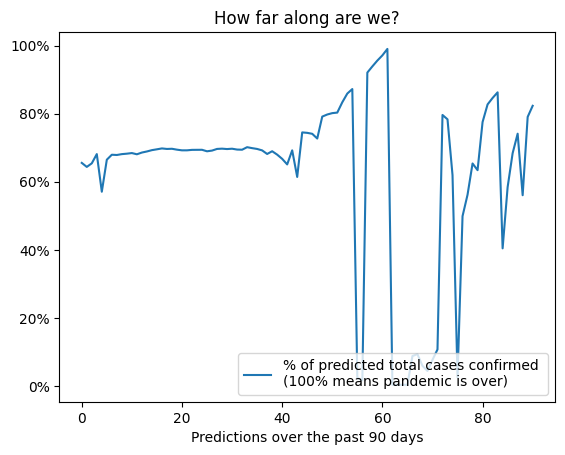 How far along are we?
100%
80%
60%
40%
20%
0%
% of predicted total cases confirmed
(100% means pandemic is over)
0 20 40 60 80
Predictions over the past 90 days